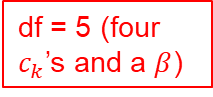 df = 5 (four
𝑐ₖ’s and a 𝛽)